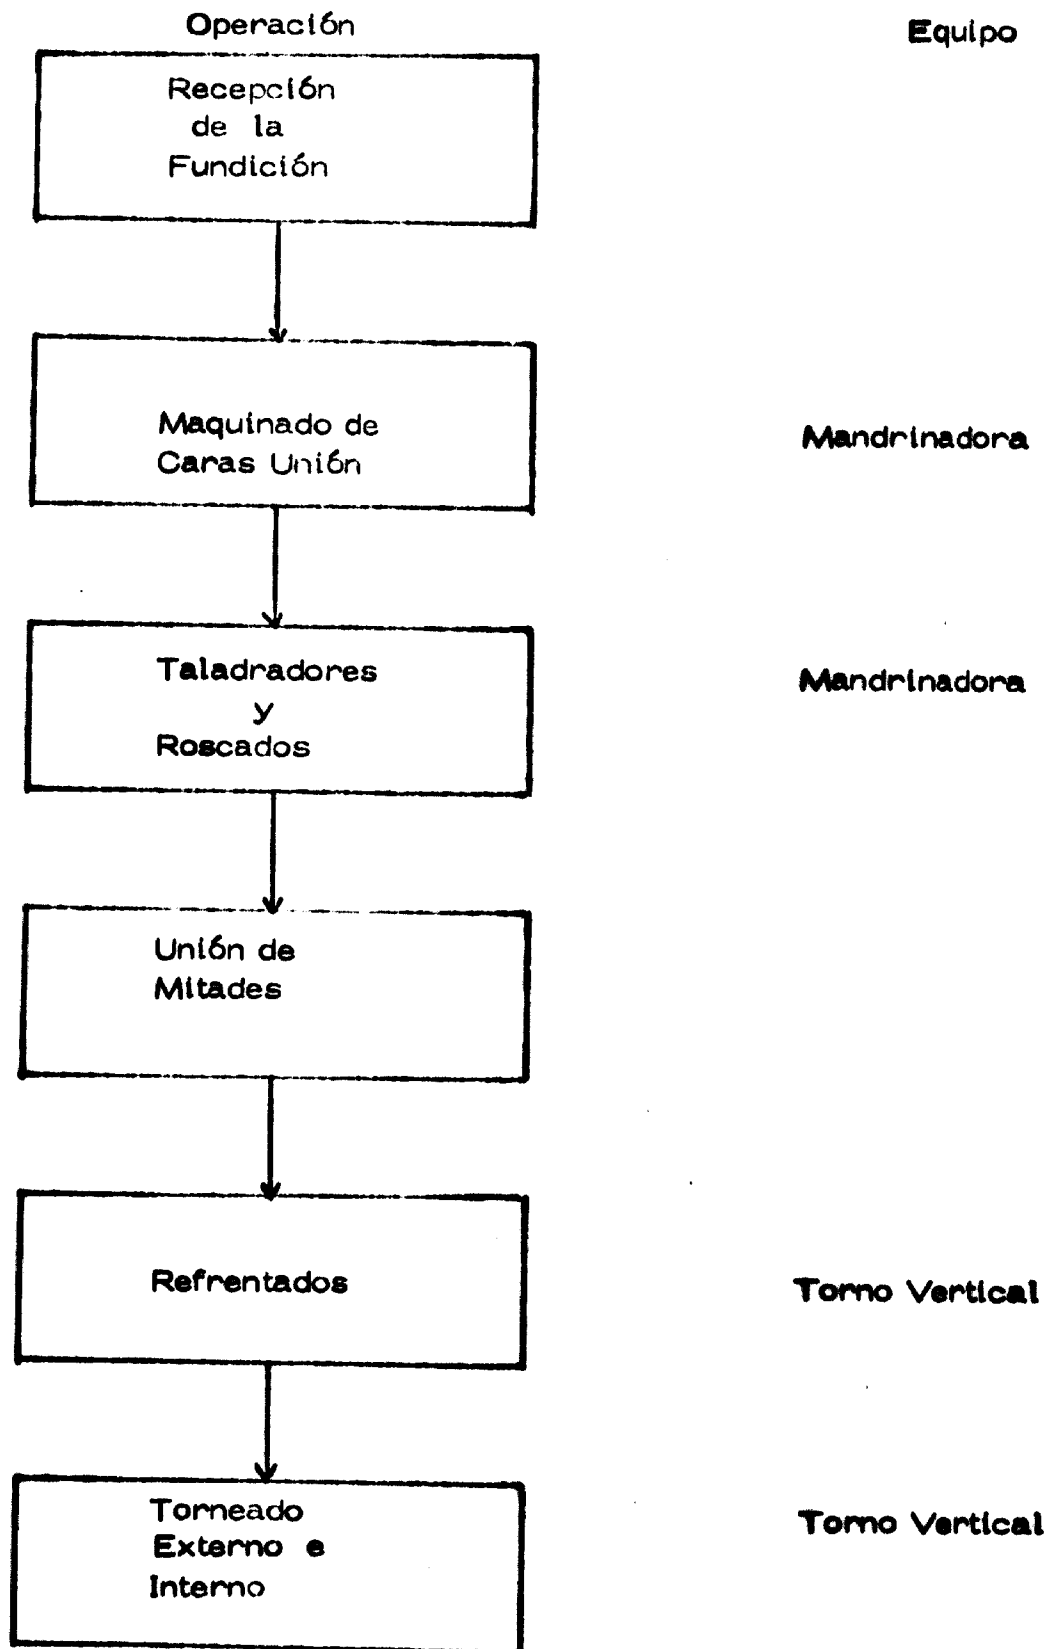 Operación Equipo
Recepción
de la
Fundición
Maquinado de Mandrinadora
Caras Unión
Taladradores Mandrinadora
y
Roscados
Unión de
Mitades
Refrentados Torno Vertical
Torneado Torno Vertical
Externo e
Interno